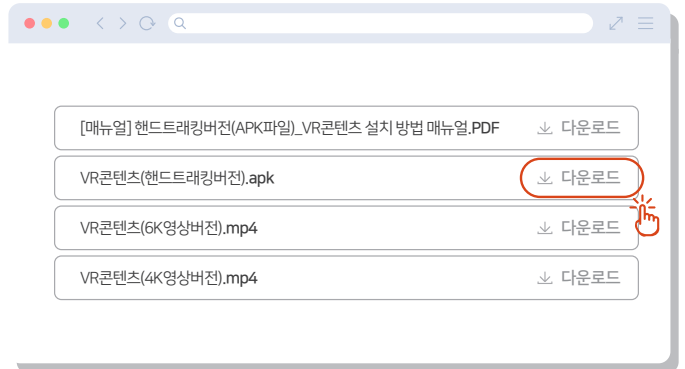 [매뉴얼] 핸드트래킹버전(APK파일)_VR콘텐츠 설치 방법 매뉴얼.PDF 다운로드
VR콘텐츠(핸드트래킹버전).apk 다운로드
VR콘텐츠(6K영상버전).mp4 다운로드
VR콘텐츠(4K영상버전).mp4 다운로드